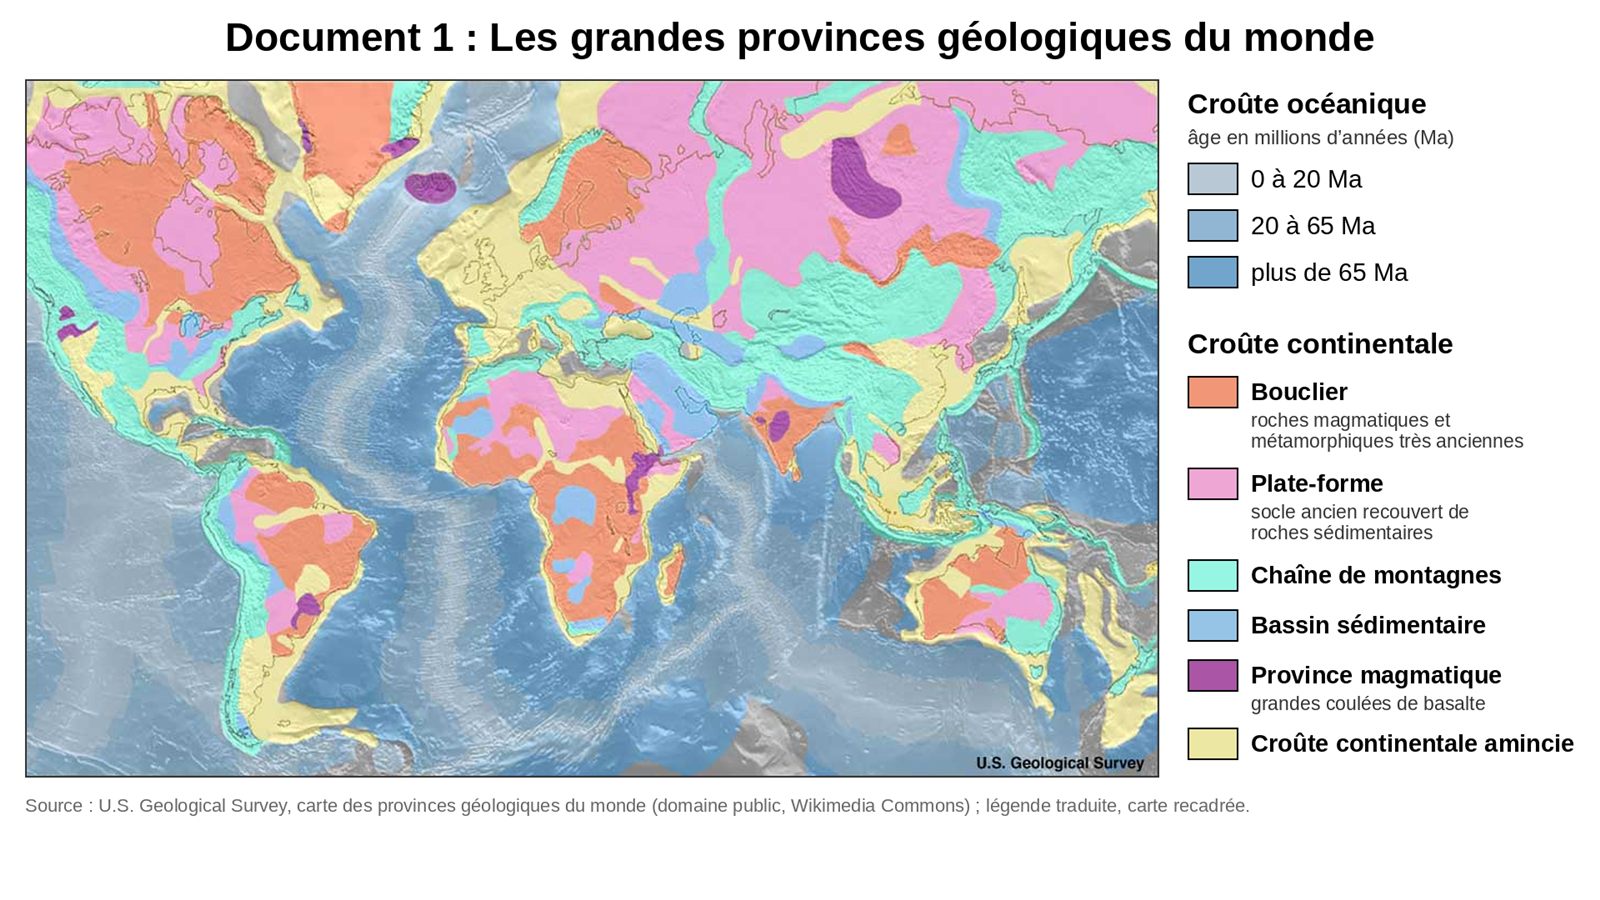 Document 1 : Les grandes provinces géologiques du monde
Croûte océanique
âge en millions d’années (Ma)
0 à 20 Ma
20 à 65 Ma
plus de 65 Ma
Croûte continentale
Bouclier
roches magmatiques et
métamorphiques très anciennes
Plate-forme
socle ancien recouvert de
roches sédimentaires
Chaîne de montagnes
Bassin sédimentaire
Province magmatique
grandes coulées de basalte
Croûte continentale amincie
U.S. Geological Survey
Source : U.S. Geological Survey, carte des provinces géologiques du monde (domaine public, Wikimedia Commons) ; légende traduite, carte recadrée.